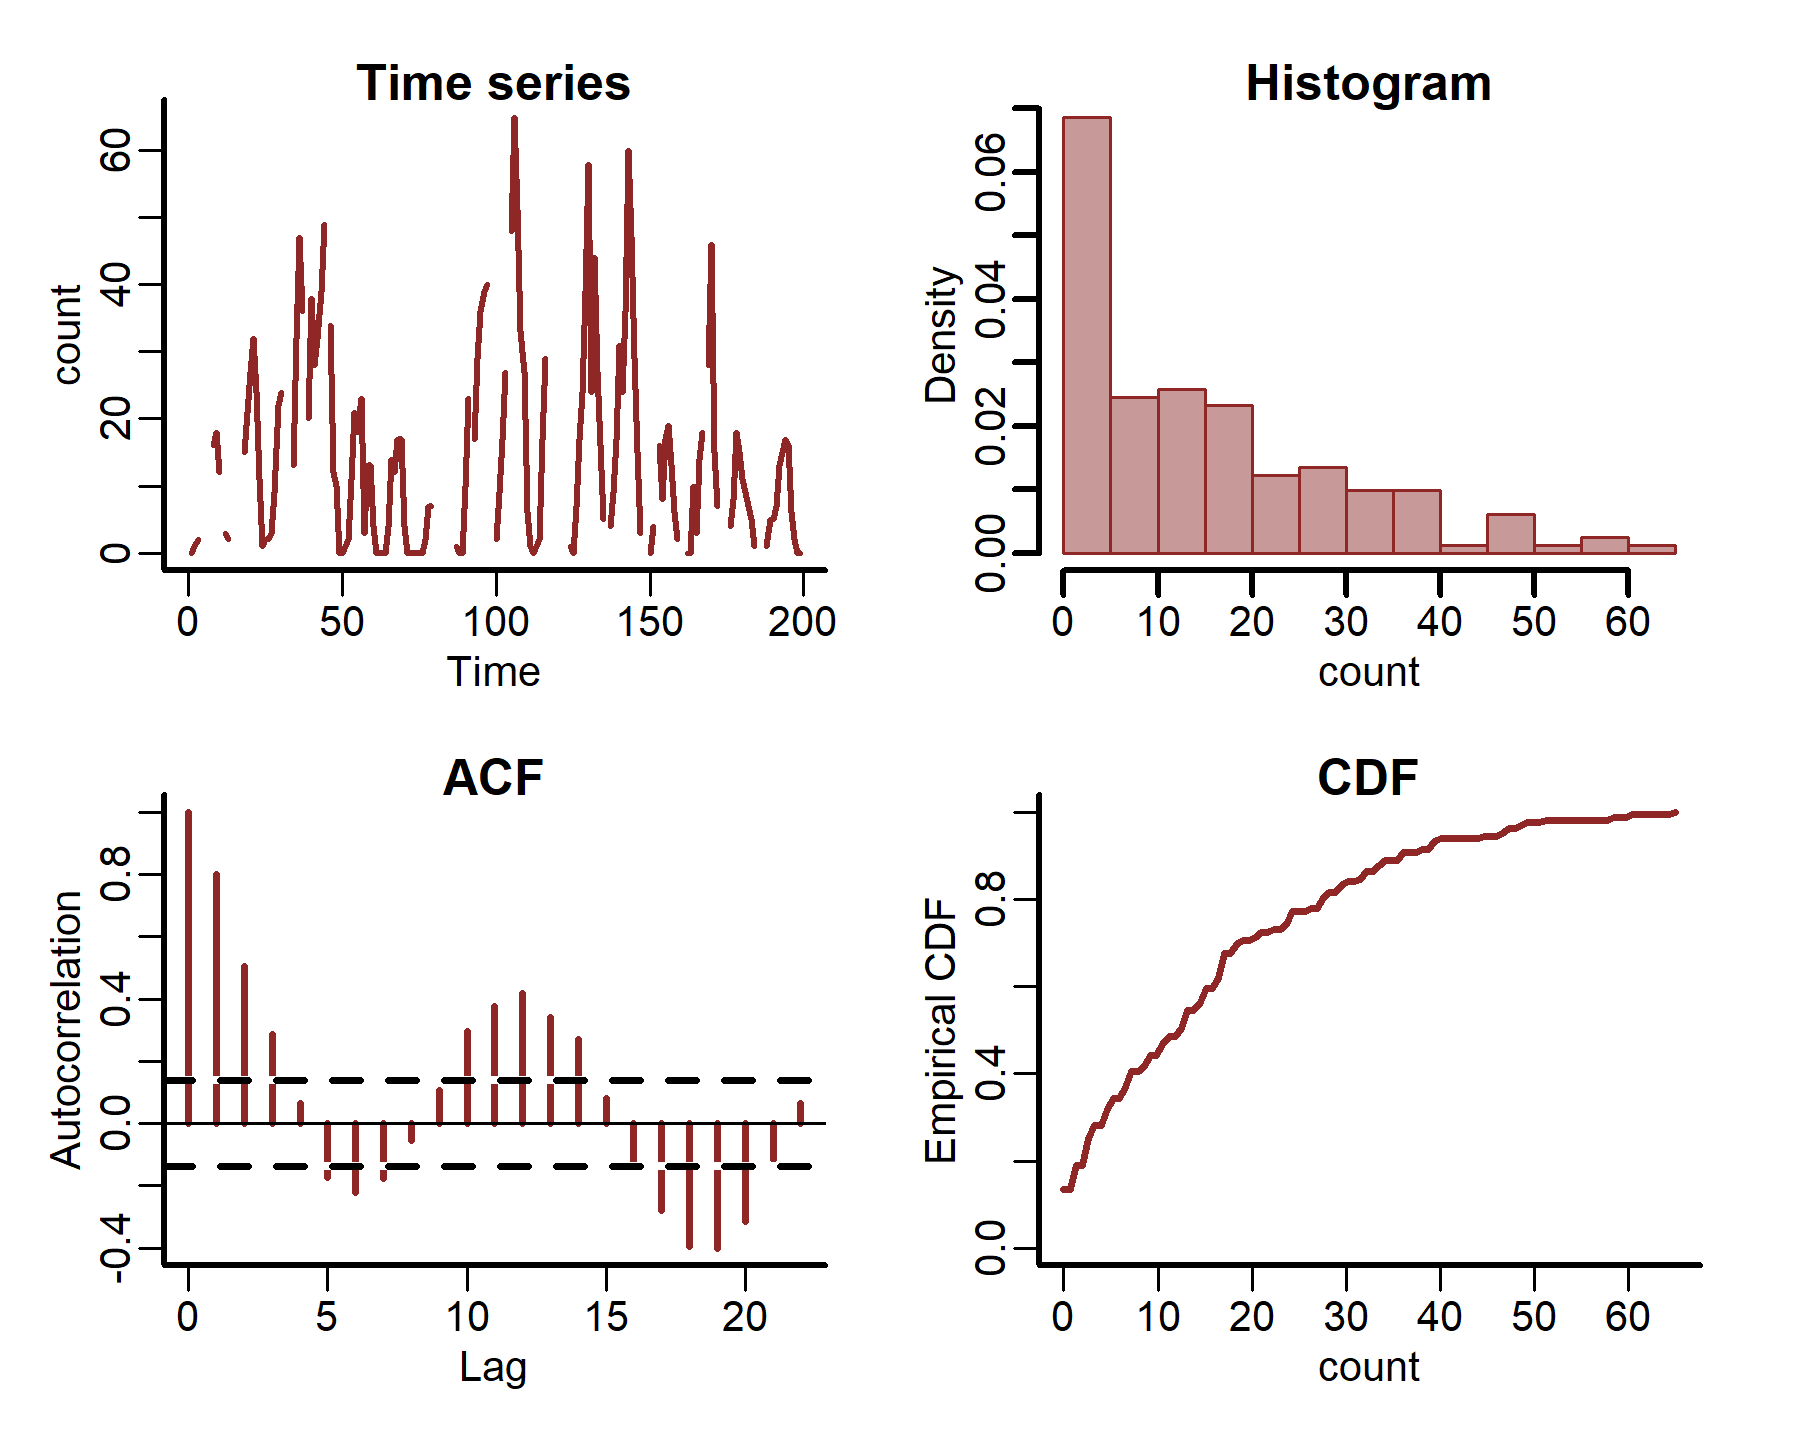 Time series
count
0 20 40 60
0 50 100 150 200
Time
Histogram
Density
0.00 0.02 0.04 0.06
0 10 20 30 40 50 60
count
ACF
Autocorrelation
-0.4 0.0 0.4 0.8
0 5 10 15 20
Lag
CDF
Empirical CDF
0.0 0.4 0.8
0 10 20 30 40 50 60
count